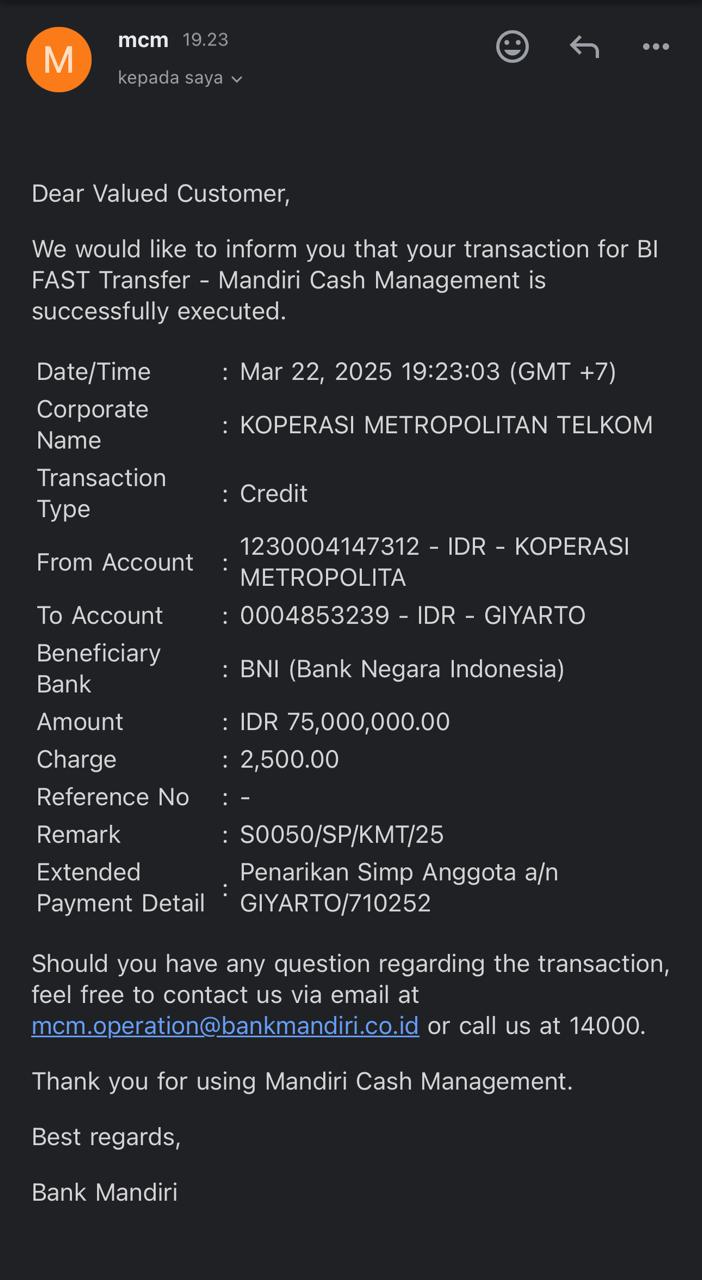 mcm 19.23
kepada saya
M
Dear Valued Customer,
We would like to inform you that your transaction for BI
FAST Transfer - Mandiri Cash Management is
successfully executed.
Date/Time : Mar 22, 2025 19:23:03 (GMT +7)
Corporate
Name : KOPERASI METROPOLITAN TELKOM
Transaction
Type : Credit
From Account : 1230004147312 - IDR - KOPERASI
METROPOLITA
To Account : 0004853239 - IDR - GIYARTO
Beneficiary
Bank : BNI (Bank Negara Indonesia)
Amount : IDR 75,000,000.00
Charge : 2,500.00
Reference No : -
Remark : S0050/SP/KMT/25
Extended Penarikan Simp Anggota a/n
Payment Detail : GIYARTO/710252
Should you have any question regarding the transaction,
feel free to contact us via email at
mcm.operation@bankmandiri.co.id or call us at 14000.
Thank you for using Mandiri Cash Management.
Best regards,
Bank Mandiri